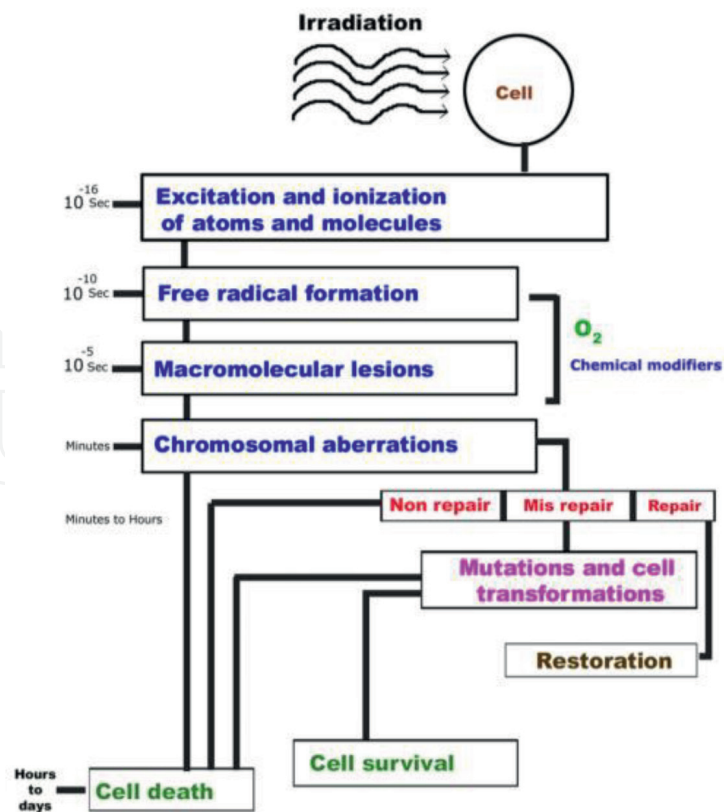 Irradiation
Cell
10⁻¹⁶ Sec
Excitation and ionization
of atoms and molecules
10⁻¹⁰ Sec
Free radical formation
O₂
Chemical modifiers
10⁻⁵ Sec
Macromolecular lesions
Minutes
Chromosomal aberrations
Minutes to Hours
Non repair
Mis repair
Repair
Mutations and cell
transformations
Restoration
Cell survival
Hours
to
days
Cell death